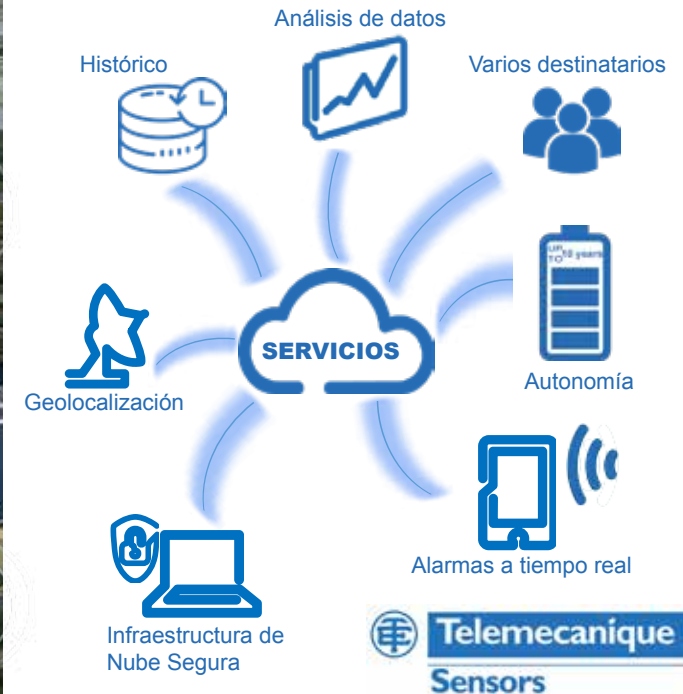 Análisis de datos
Histórico
Varios destinatarios
UP TO 10 years
SERVICIOS
Autonomía
Geolocalización
Alarmas a tiempo real
Infraestructura de
Nube Segura
Telemecanique
Sensors